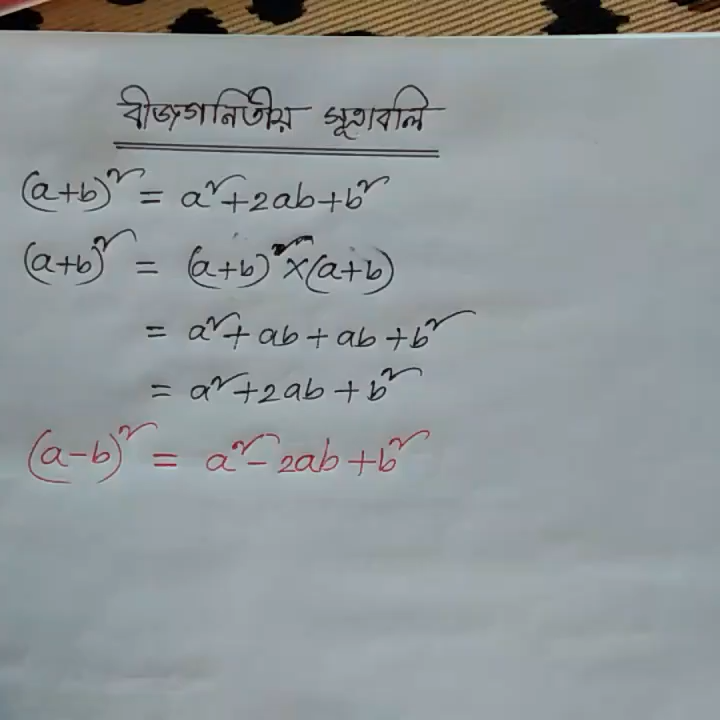 বীজগনিতীয় সূত্রাবলি
(a+b)² = a²+2ab+b²
(a+b)² = (a+b) ×(a+b)
= a²+ab+ab+b²
= a²+2ab+b²
(a-b)² = a²-2ab+b²